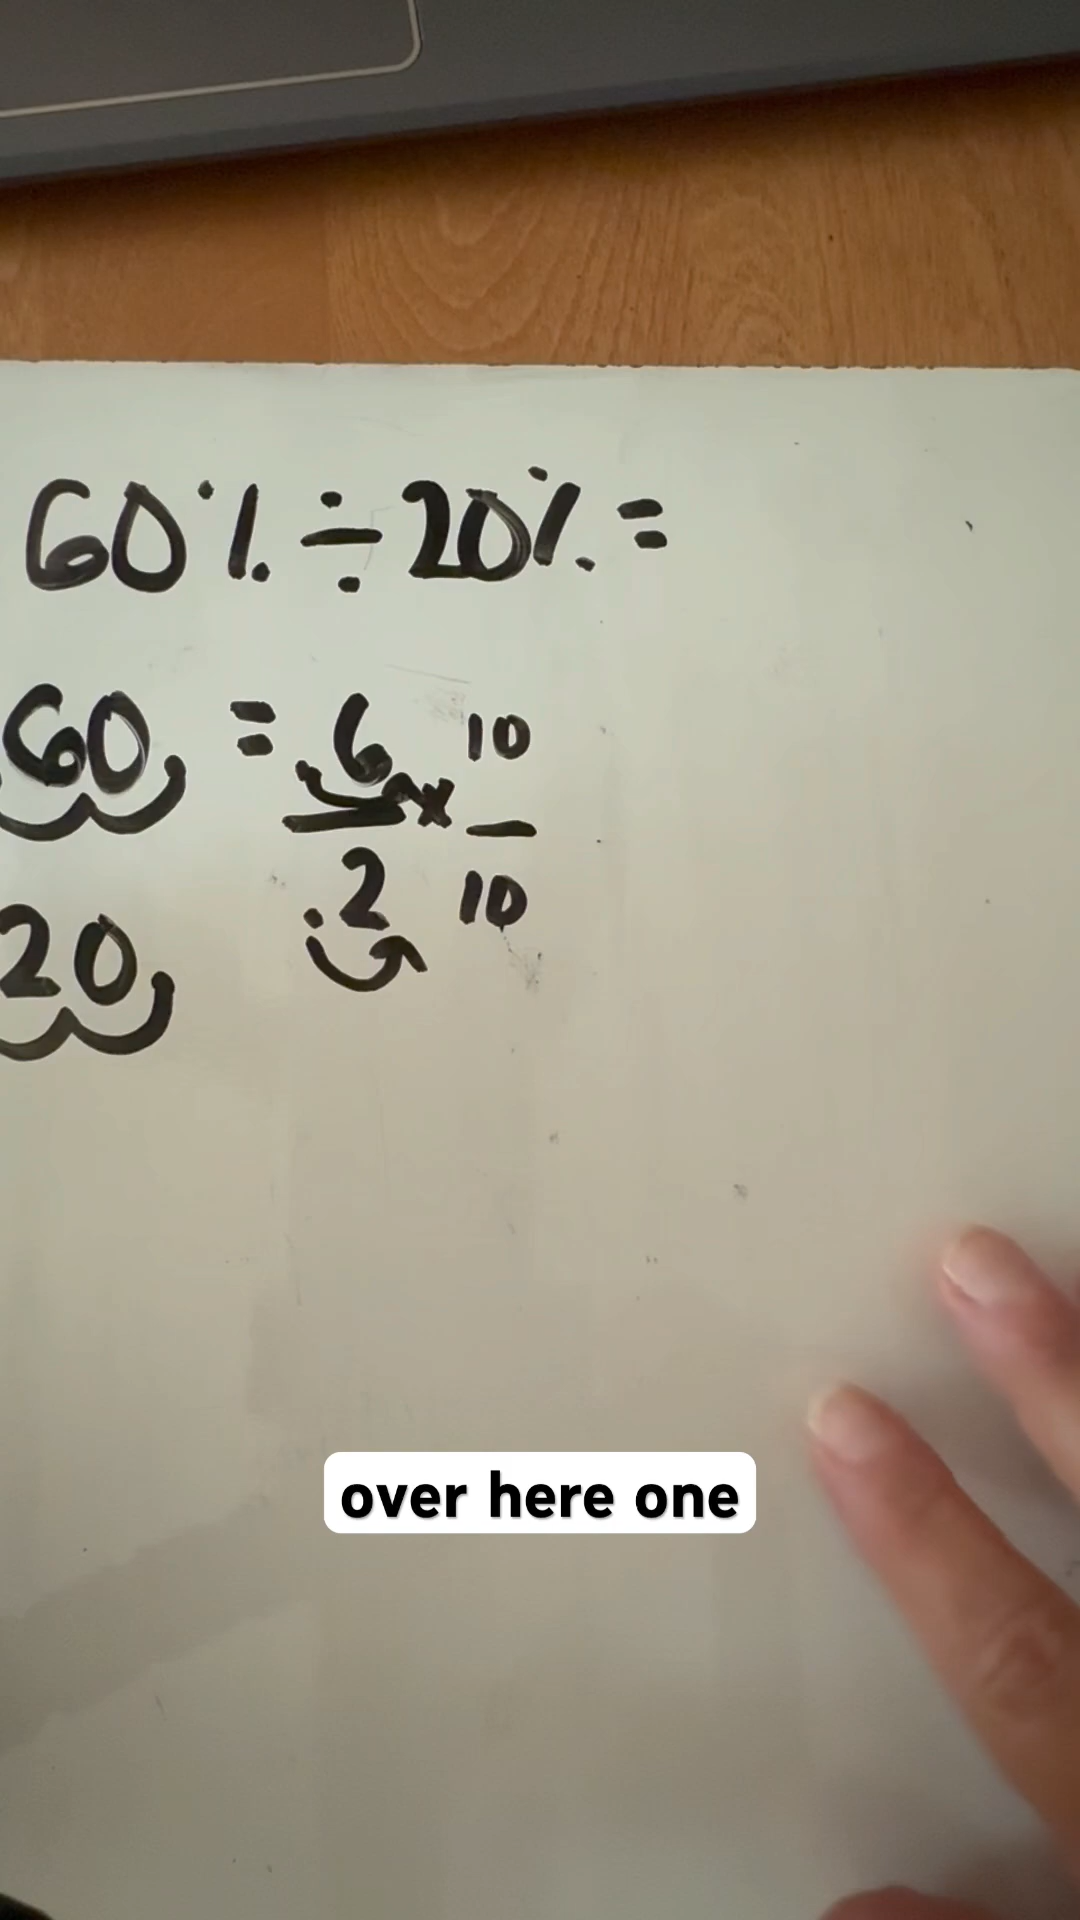 60% ÷ 20% =
60, = .6 × 10
20, .2 10
over here one